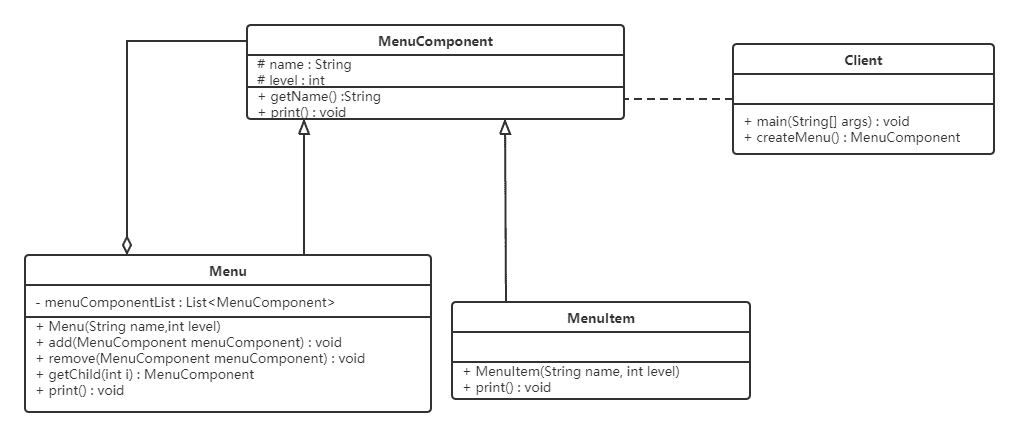 MenuComponent
# name : String
# level : int
+ getName() :String
+ print() : void
Client
+ main(String[] args) : void
+ createMenu() : MenuComponent
Menu
- menuComponentList : List<MenuComponent>
+ Menu(String name,int level)
+ add(MenuComponent menuComponent) : void
+ remove(MenuComponent menuComponent) : void
+ getChild(int i) : MenuComponent
+ print() : void
MenuItem
+ MenuItem(String name, int level)
+ print() : void